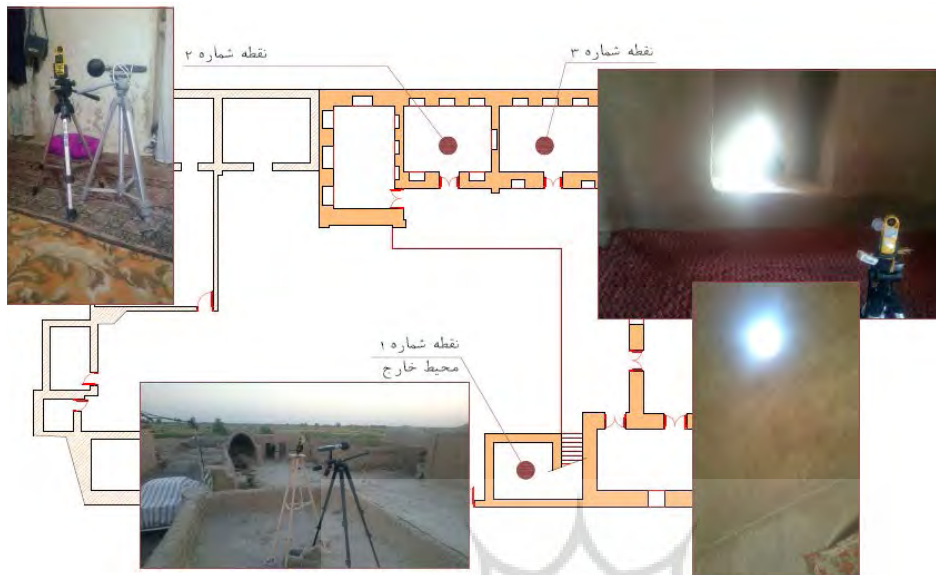 نقطه شماره ۳
نقطه شماره ۲
نقطه شماره ۱
محیط خارج